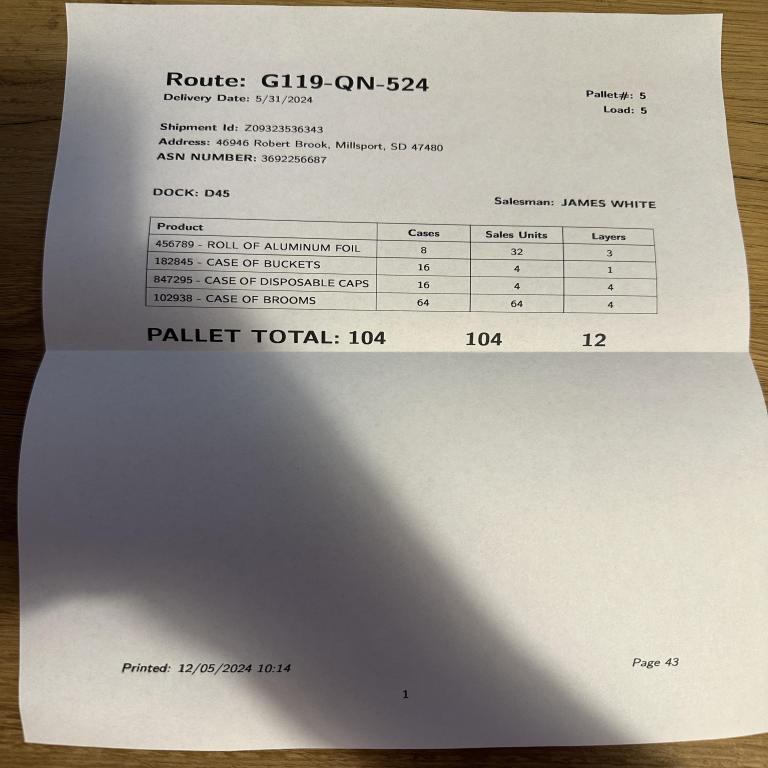 Route: G119-QN-524
Delivery Date: 5/31/2024
Pallet#: 5
Load: 5
Shipment Id: Z09323536343
Address: 46946 Robert Brook, Millsport, SD 47480
ASN NUMBER: 3692256687
DOCK: D45
Salesman: JAMES WHITE
Product Cases Sales Units Layers
456789 - ROLL OF ALUMINUM FOIL 8 32 3
182845 - CASE OF BUCKETS 16 4 1
847295 - CASE OF DISPOSABLE CAPS 16 4 4
102938 - CASE OF BROOMS 64 64 4
PALLET TOTAL: 104 104 12
Printed: 12/05/2024 10:14
Page 43
1